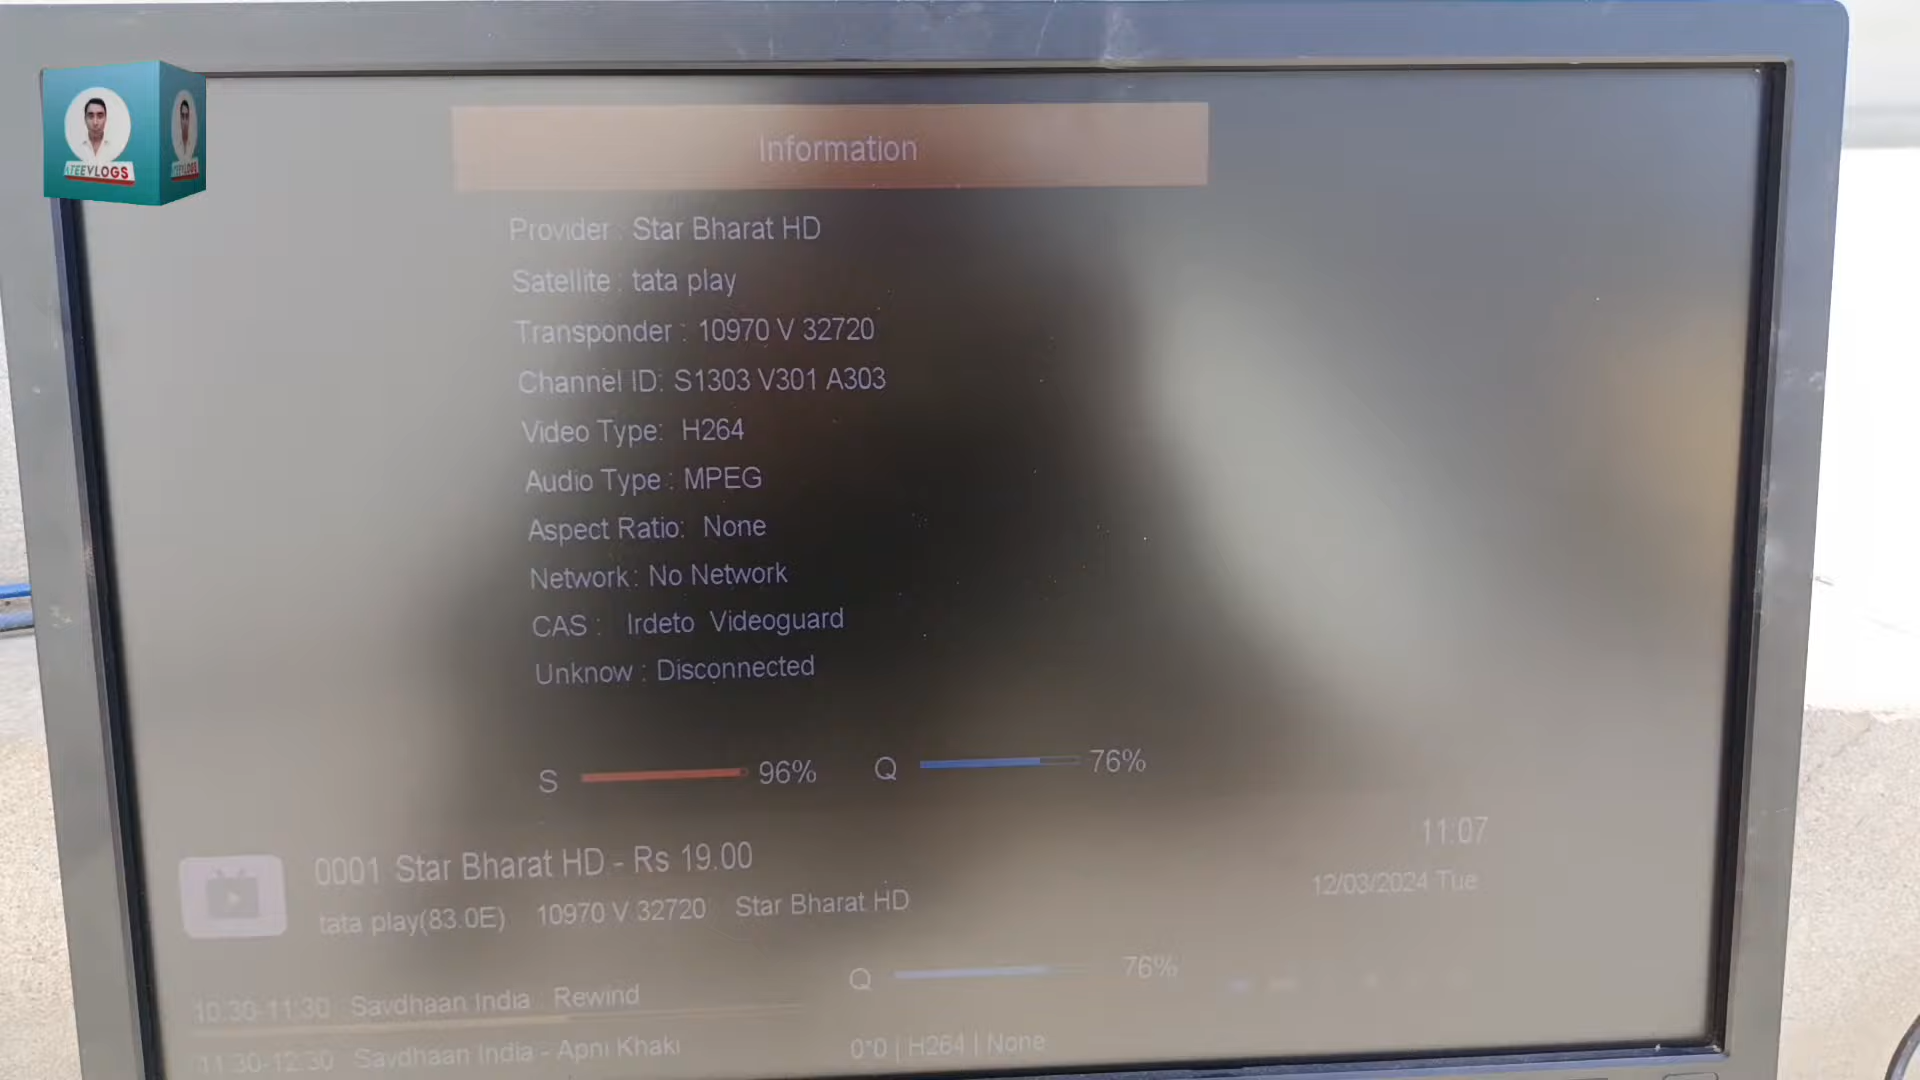 ATEEVLOGS
Information
Provider : Star Bharat HD
Satellite : tata play
Transponder : 10970 V 32720
Channel ID: S1303 V301 A303
Video Type: H264
Audio Type : MPEG
Aspect Ratio: None
Network : No Network
CAS : Irdeto Videoguard
Unknow : Disconnected
S 96% Q 76%
11:07
0001 Star Bharat HD - Rs 19.00
12/03/2024 Tue
tata play(83.0E) 10970 V 32720 Star Bharat HD
Q 76%
10:30-11:30 Savdhaan India : Rewind
11:30-12:30 Savdhaan India - Apni Khaki
0*0 | H264 | None